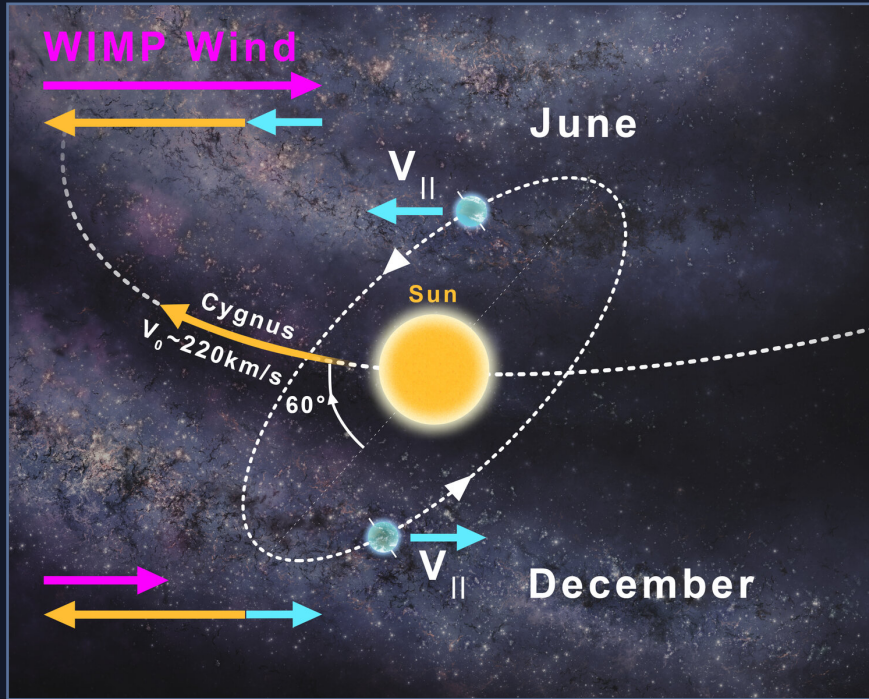 WIMP Wind
June
V||
Sun
Cygnus
V₀~220km/s
60°
V||
December